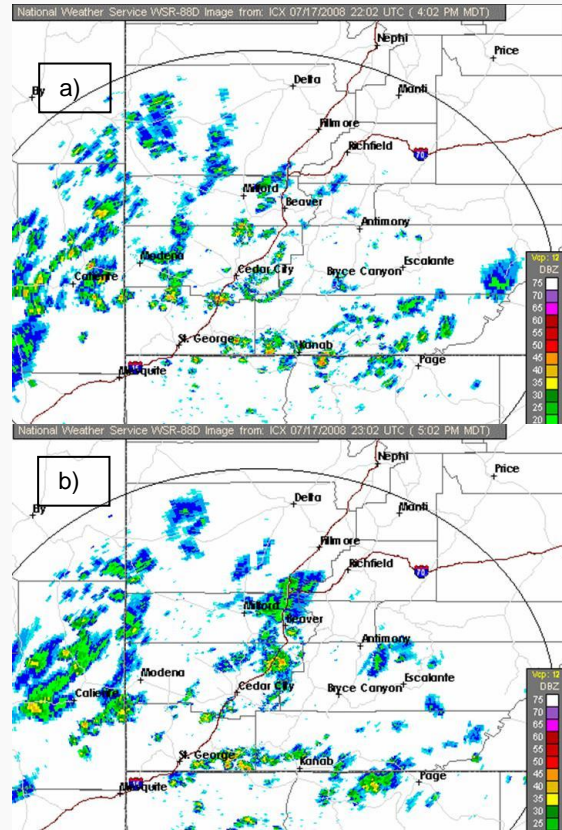 National Weather Service WSR-88D Image from: ICX 07/17/2008 22:02 UTC ( 4:02 PM MDT)
Nephi
Price
a)
Ely
Delta
Manti
Fillmore
Richfield
70
Milford
Beaver
Antimony
Modena
Escalante
Caliente
Cedar City
Bryce Canyon
Vcp: 12
DBZ
75
70
65
60
55
50
45
40
35
30
25
20
St. George
Kanab
Page
15
Mesquite
National Weather Service WSR-88D Image from: ICX 07/17/2008 23:02 UTC ( 5:02 PM MDT)
Nephi
Price
b)
Ely
Delta
Manti
Fillmore
Richfield
70
Milford
Beaver
Antimony
Modena
Escalante
Caliente
Cedar City
Bryce Canyon
Vcp: 12
DBZ
75
70
65
60
55
50
45
40
35
30
25
St. George
Kanab
Page
15
Mesquite